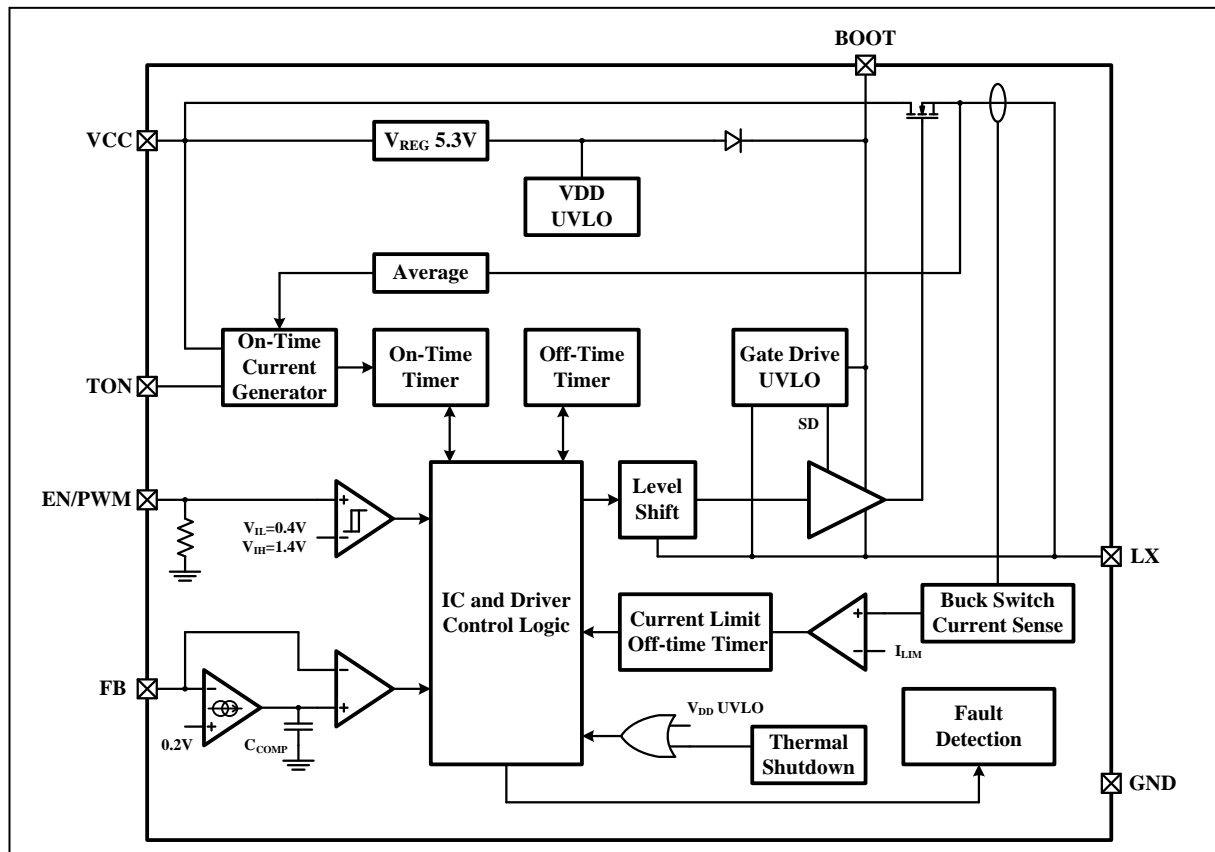 BOOT
VCC
V_REG 5.3V
VDD
UVLO
Average
On-Time
Current
Generator
On-Time
Timer
Off-Time
Timer
Gate Drive
UVLO
TON
SD
EN/PWM
+
−
V_IL=0.4V
V_IH=1.4V
Level
Shift
LX
IC and Driver
Control Logic
Current Limit
Off-time Timer
+
−
I_LIM
Buck Switch
Current Sense
FB
−
+
0.2V
C_COMP
−
+
V_DD UVLO
Thermal
Shutdown
Fault
Detection
GND